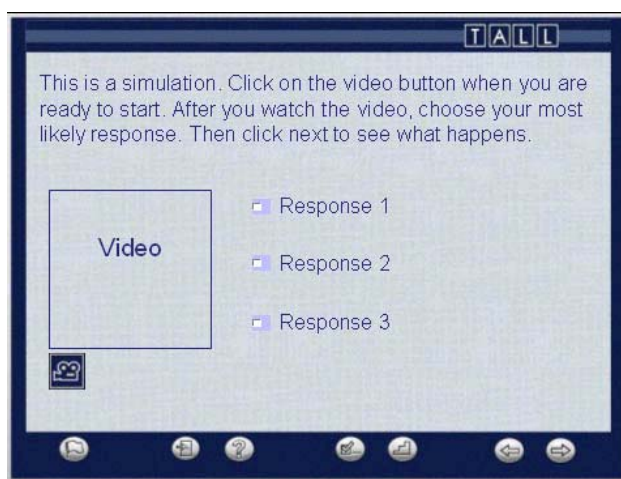 TALL
This is a simulation. Click on the video button when you are
ready to start. After you watch the video, choose your most
likely response. Then click next to see what happens.
Response 1
Video
Response 2
Response 3
?